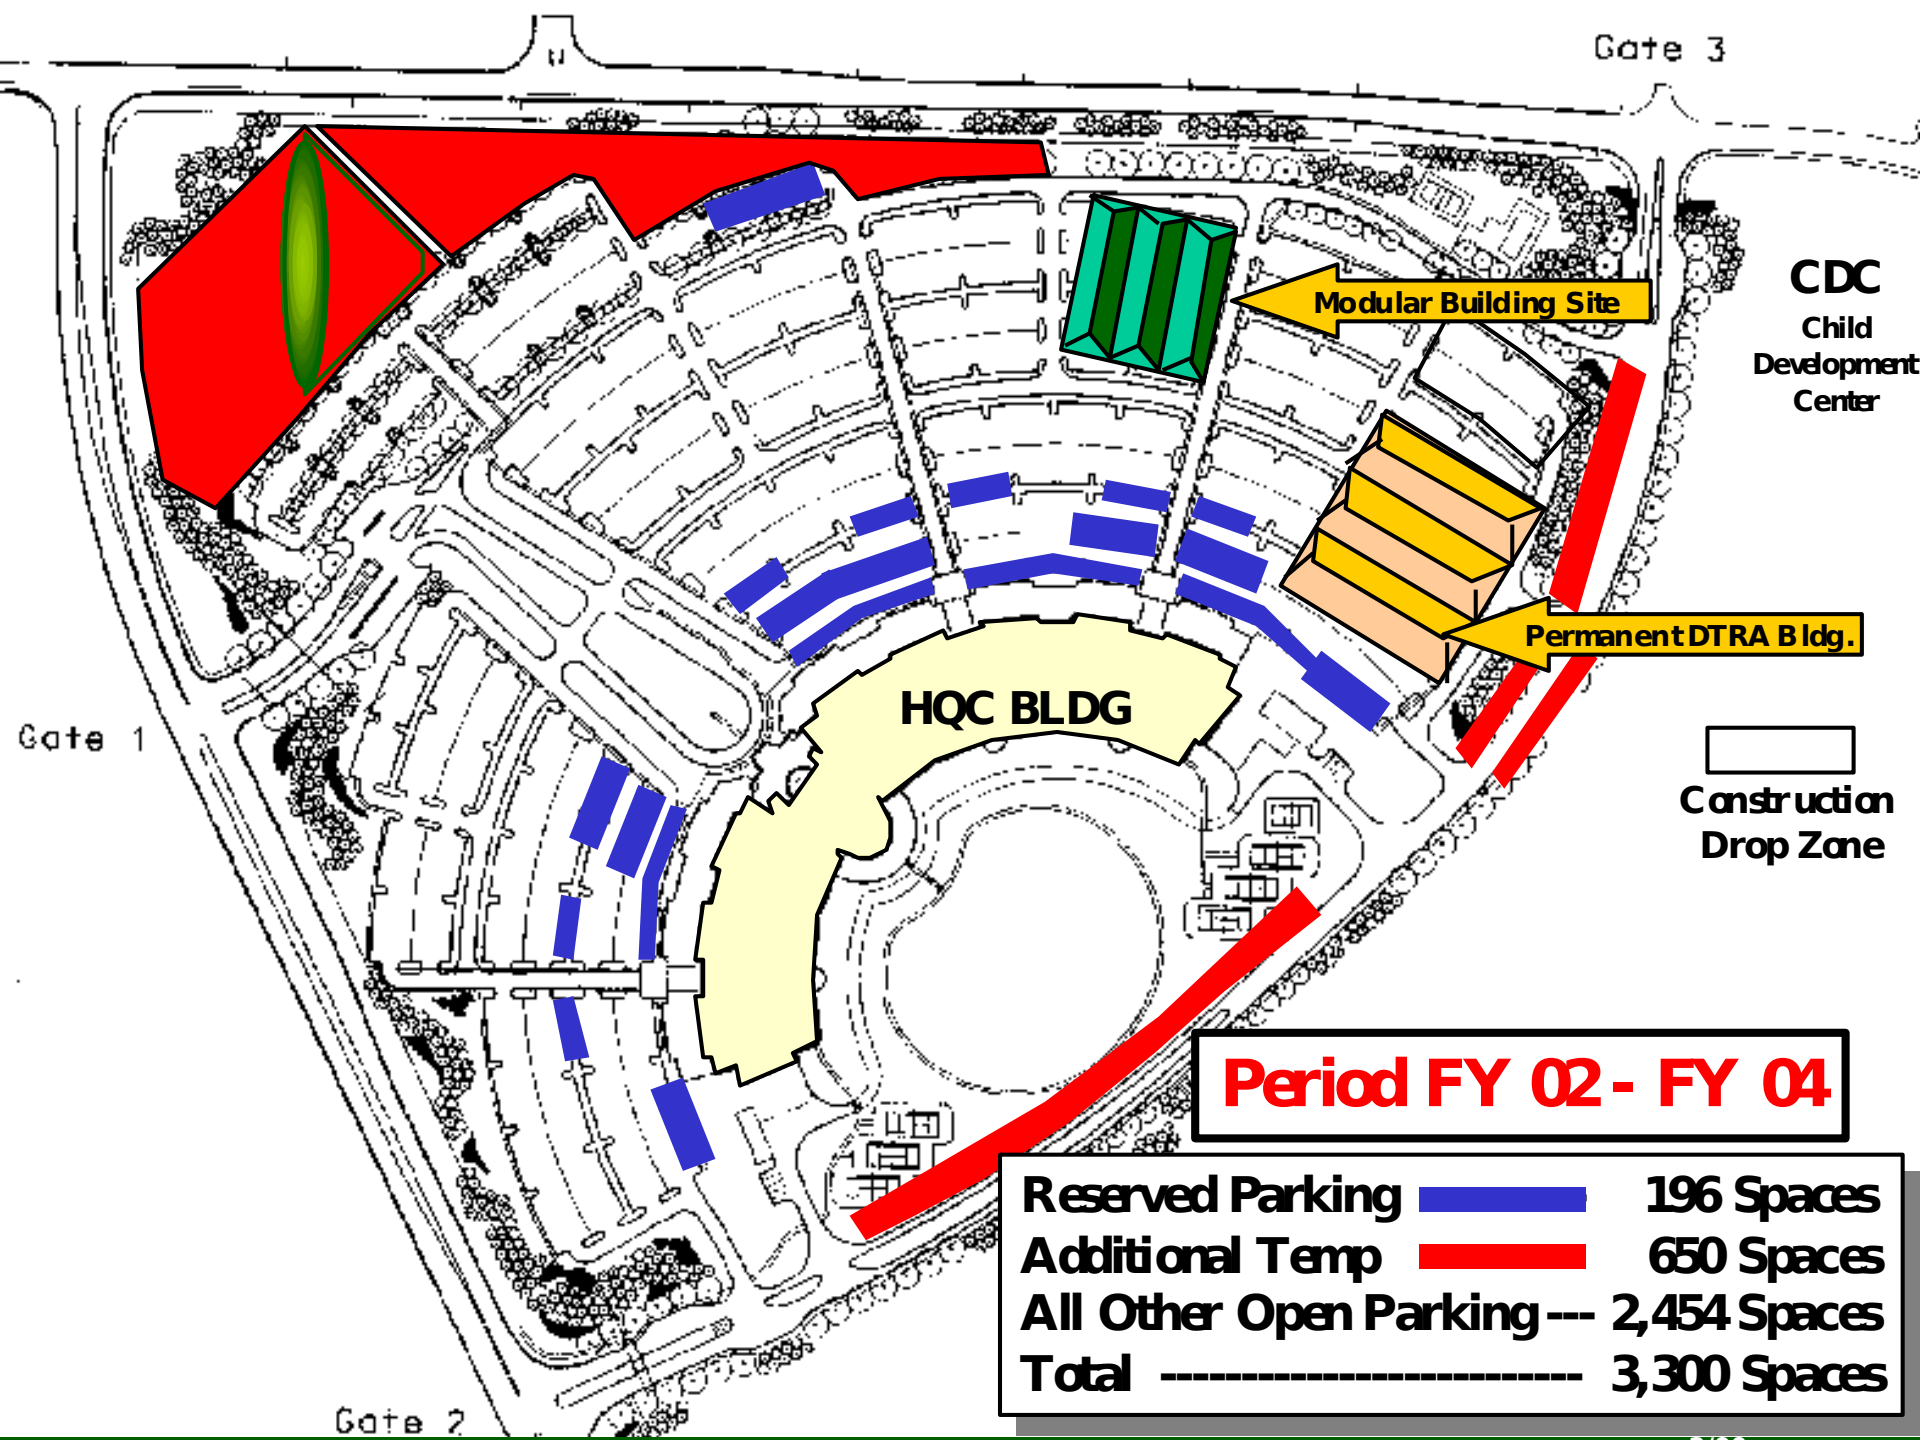 Gate 3
CDC
Child
Development
Center
Modular Building Site
Permanent DTRA Bldg.
HQC BLDG
Gate 1
Construction
Drop Zone
Period FY 02 - FY 04
Reserved Parking 196 Spaces
Additional Temp 650 Spaces
All Other Open Parking --- 2,454 Spaces
Total -------------------------- 3,300 Spaces
Gate 2